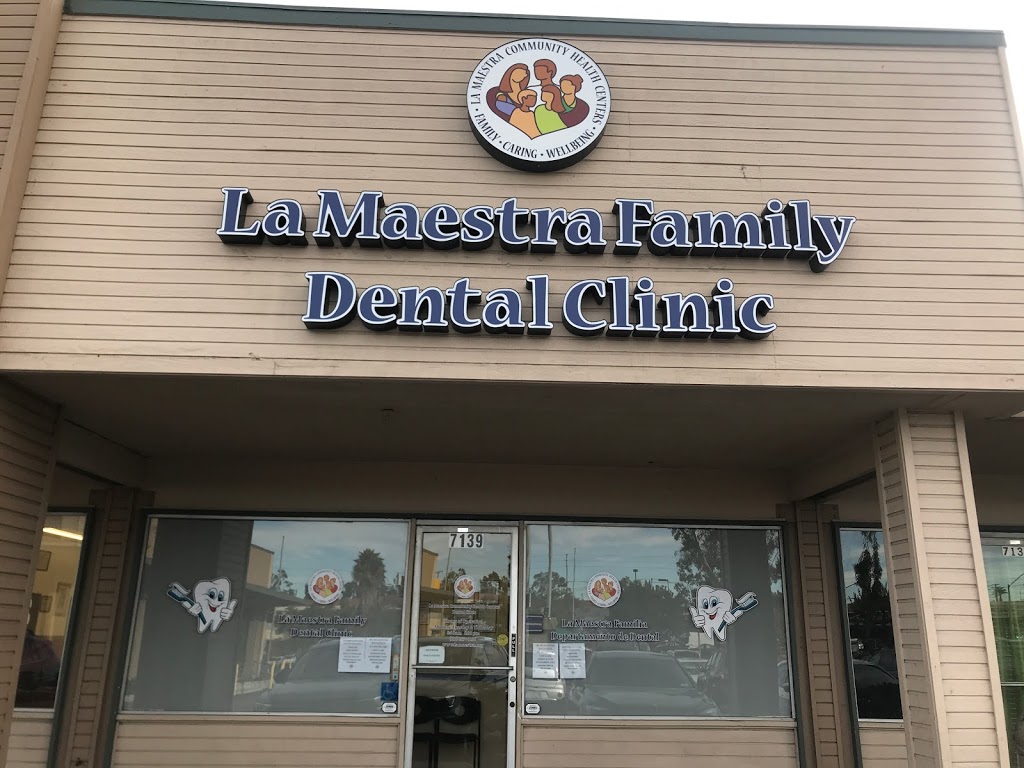 LA MAESTRA COMMUNITY HEALTH CENTERS
• FAMILY • CARING • WELLBEING •
La Maestra Family
Dental Clinic
7139
713
La Maestra Family
Dental Clinic
La Maestra Familia
Departamento de Dental